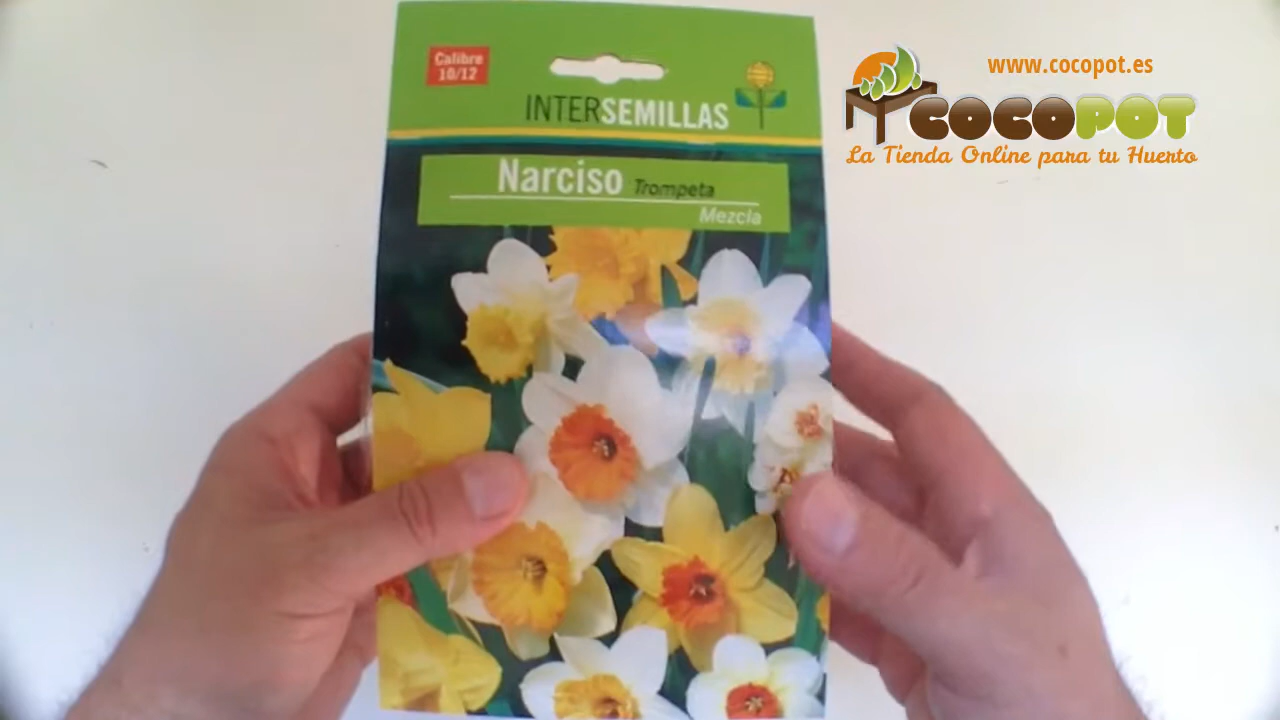 Calibre
10/12
INTERSEMILLAS
Narciso Trompeta
Mezcla
www.cocopot.es
COCOPOT
La Tienda Online para tu Huerto